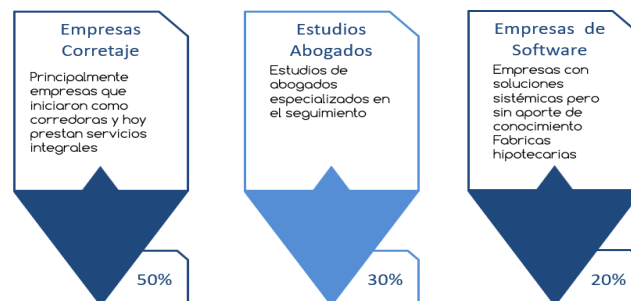 Empresas
Corretaje
Principalmente
empresas que
iniciaron como
corredoras y hoy
prestan servicios
integrales
50%
Estudios
Abogados
Estudios de
abogados
especializados en
el seguimiento
30%
Empresas de
Software
Empresas con
soluciones
sistémicas pero
sin aporte de
conocimiento
Fabricas
hipotecarias
20%